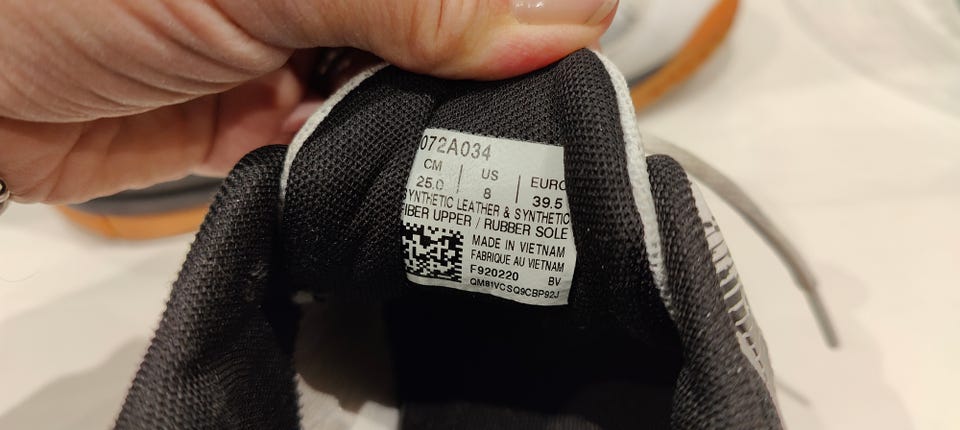 072A034
CM | US | EURO
25.0 | 8 | 39.5
SYNTHETIC LEATHER & SYNTHETIC
FIBER UPPER / RUBBER SOLE
MADE IN VIETNAM
FABRIQUE AU VIETNAM
F920220 BV
QM81VCSQ9CBP92J